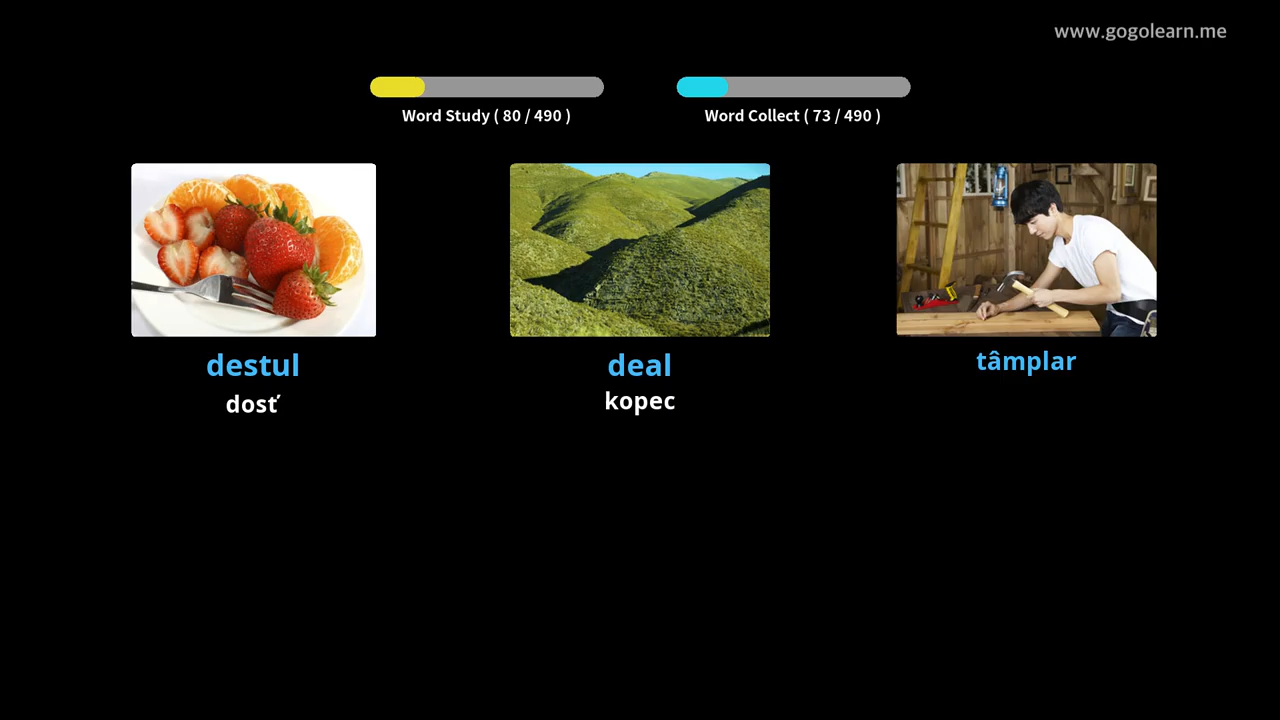 www.gogolearn.me
Word Study ( 80 / 490 )
Word Collect ( 73 / 490 )
destul
dosť
deal
kopec
tâmplar